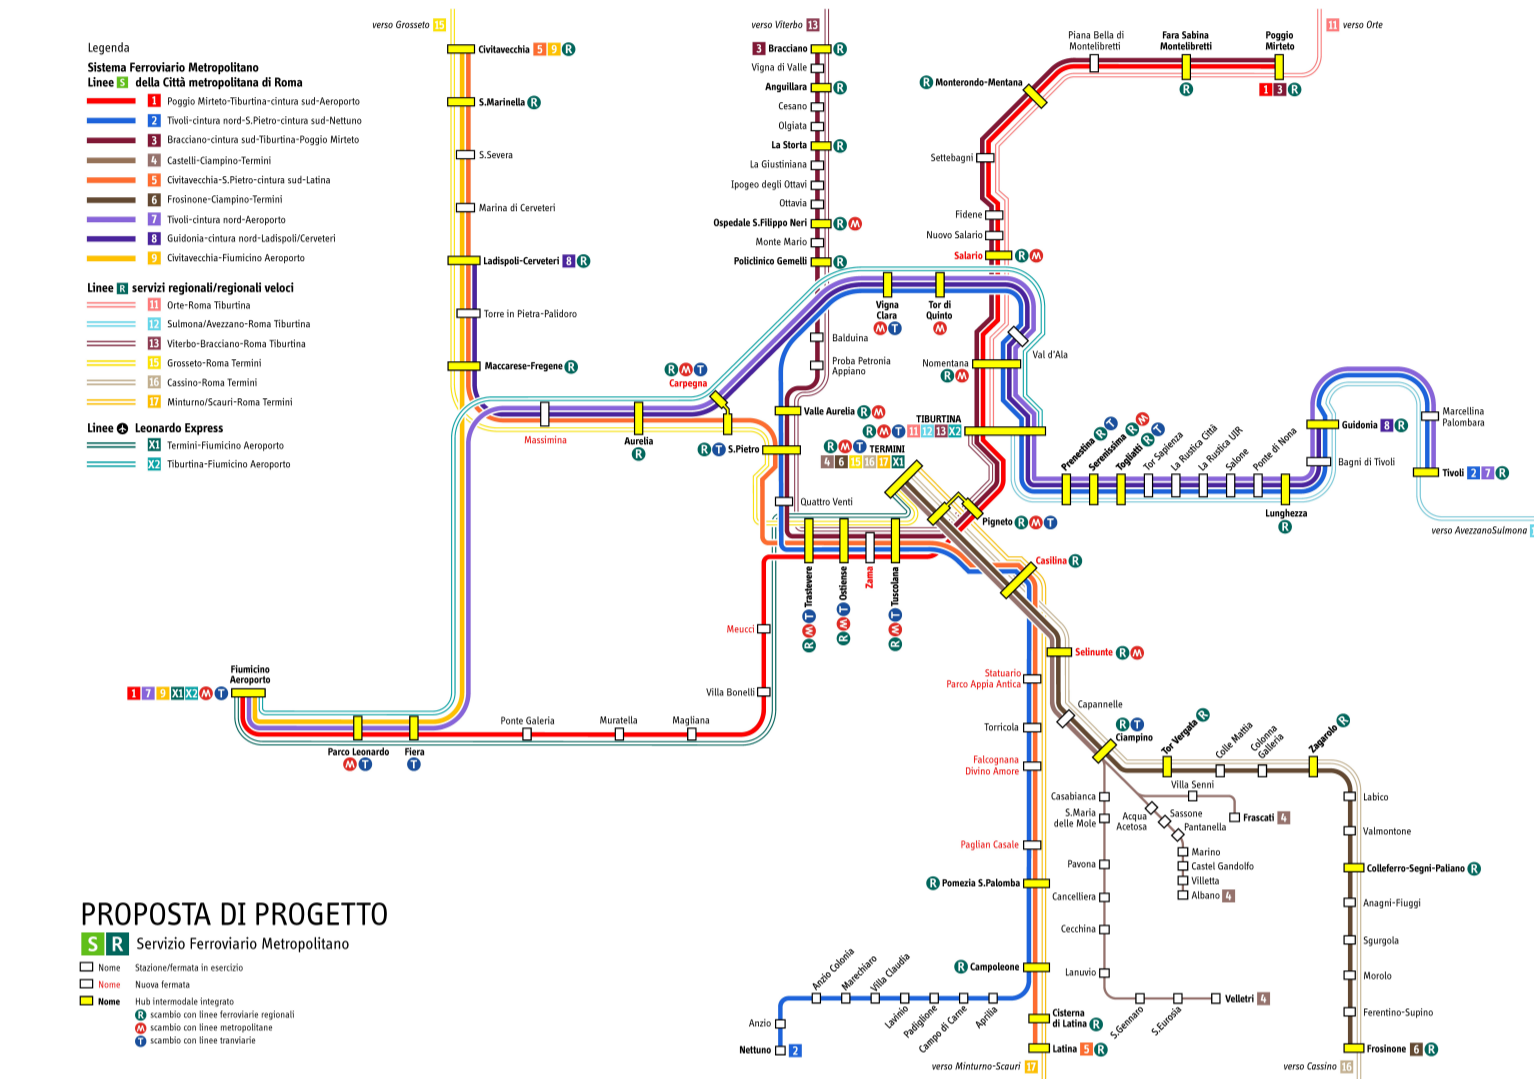 Legenda
Sistema Ferroviario Metropolitano
Linee S della Città metropolitana di Roma
1 Poggio Mirteto-Tiburtina-cintura sud-Aeroporto
2 Tivoli-cintura nord-S.Pietro-cintura sud-Nettuno
3 Bracciano-cintura sud-Tiburtina-Poggio Mirteto
4 Castelli-Ciampino-Termini
5 Civitavecchia-S.Pietro-cintura sud-Latina
6 Frosinone-Ciampino-Termini
7 Tivoli-cintura nord-Aeroporto
8 Guidonia-cintura nord-Ladispoli/Cerveteri
9 Civitavecchia-Fiumicino Aeroporto
Linee R servizi regionali/regionali veloci
11 Orte-Roma Tiburtina
12 Sulmona/Avezzano-Roma Tiburtina
13 Viterbo-Bracciano-Roma Tiburtina
15 Grosseto-Roma Termini
16 Cassino-Roma Termini
17 Minturno/Scauri-Roma Termini
Linee Leonardo Express
X1 Termini-Fiumicino Aeroporto
X2 Tiburtina-Fiumicino Aeroporto
verso Grosseto 15
Civitavecchia 5 9 R
S.Marinella R
S.Severa
Marina di Cerveteri
Ladispoli-Cerveteri 8 R
Torre in Pietra-Palidoro
Maccarese-Fregene R
verso Viterbo 13
3 Bracciano R
Vigna di Valle
Anguillara R
Cesano
Olgiata
La Storta R
La Giustiniana
Ipogeo degli Ottavi
Ottavia
Ospedale S.Filippo Neri R M
Monte Mario
Policlinico Gemelli R
Balduina
Proba Petronia
Appiano
Valle Aurelia R M
11 verso Orte
Piana Bella di
Montelibretti
Fara Sabina
Montelibretti
R
Poggio
Mirteto
1 3 R
R Monterondo-Mentana
Settebagni
Fidene
Nuovo Salario
Salario R M
Vigna
Clara
M T
Tor di
Quinto
M
Val d'Ala
Nomentana
R M
TIBURTINA
R M T 11 12 13 X2
R M T TERMINI
4 6 15 16 17 X1
R M T
Carpegna
Massimina
Aurelia
R
R T S.Pietro
Quattro Venti
Pigneto R M T
Casilina R
Trastevere T M R
Ostiense T M R
Zama
Tuscolana T M R
Prenestina R T
Serenissima R M
Togliatti R T
Tor Sapienza
La Rustica Città
La Rustica UIR
Salone
Ponte di Nona
Lunghezza
R
Guidonia 8 R
Bagni di Tivoli
Marcellina
Palombara
Tivoli 2 7 R
verso AvezzanoSulmona
Meucci
Villa Bonelli
Fiumicino
Aeroporto
1 7 9 X1 X2 M T
Parco Leonardo
M T
Fiera
T
Ponte Galeria
Muratella
Magliana
Selinunte R M
Statuario
Parco Appia Antica
Torricola
Falcognana
Divino Amore
Paglian Casale
R Pomezia S.Palomba
R Campoleone
Cisterna
di Latina R
Latina 5 R
verso Minturno-Scauri 17
Capannelle
R T
Ciampino
Tor Vergata R
Colle Mattia
Colonna
Galleria
Zagarolo R
Villa Senni
Frascati 4
Acqua
Acetosa
Sassone
Pantanella
Marino
Castel Gandolfo
Villetta
Albano 4
Casabianca
S.Maria
delle Mole
Pavona
Cancelliera
Cecchina
Lanuvio
S.Gennaro
S.Eurosia
Velletri 4
Labico
Valmontone
Colleferro-Segni-Paliano R
Anagni-Fiuggi
Sgurgola
Morolo
Ferentino-Supino
Frosinone 6 R
verso Cassino 16
Anzio Colonia
Marechiaro
Villa Claudia
Lavinio
Padiglione
Campo di Carne
Aprilia
Anzio
Nettuno 2
PROPOSTA DI PROGETTO
S R Servizio Ferroviario Metropolitano
Nome Stazione/fermata in esercizio
Nome Nuova fermata
Nome Hub intermodale integrato
R scambio con linee ferroviarie regionali
M scambio con linee metropolitane
T scambio con linee tranviarie